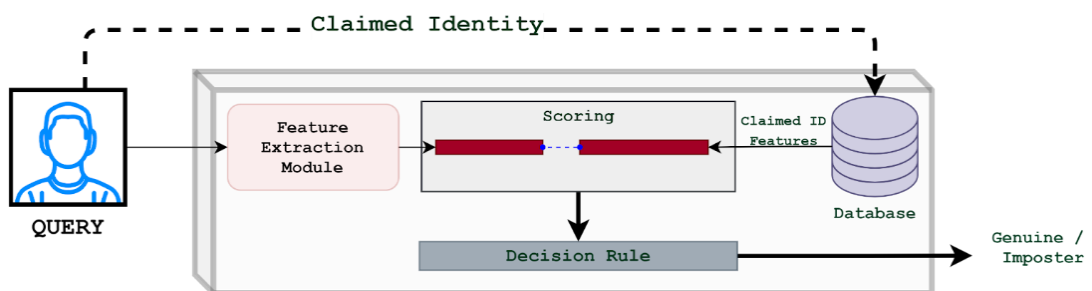 Claimed Identity
QUERY
Feature
Extraction
Module
Scoring
Claimed ID
Features
Database
Decision Rule
Genuine /
Imposter